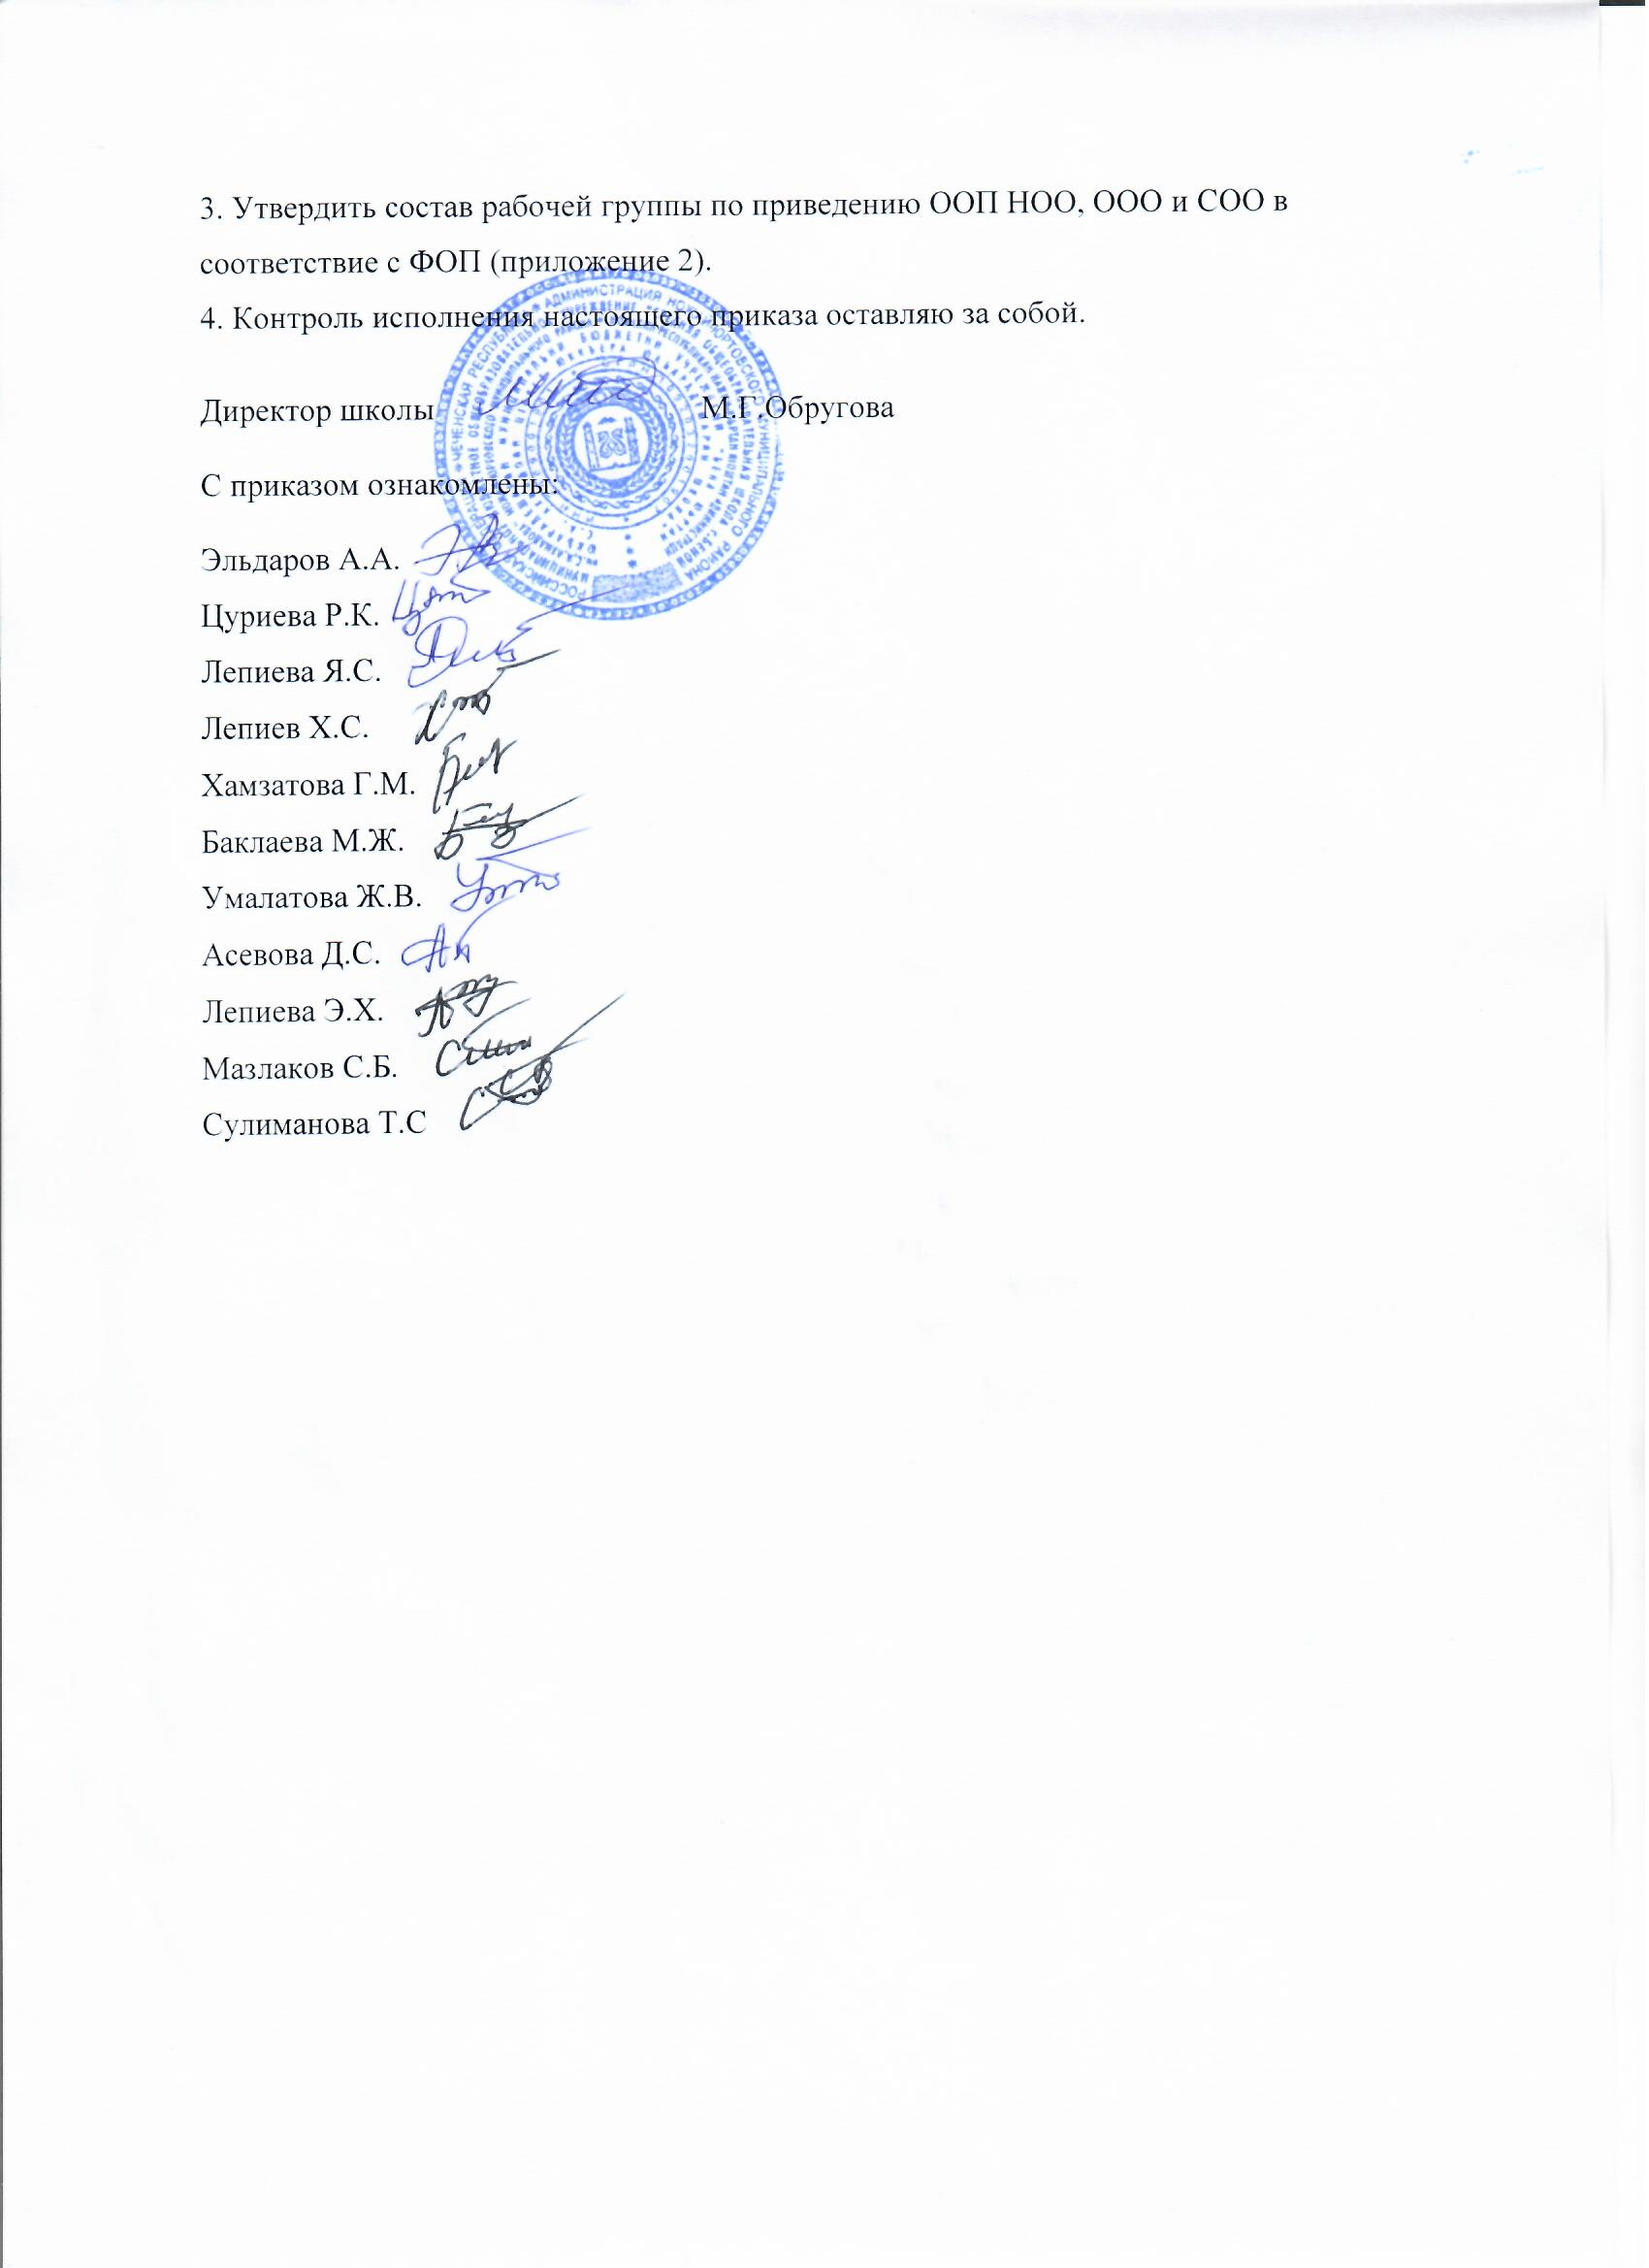 3. Утвердить состав рабочей группы по приведению ООП НОО, ООО и СОО в
соответствие с ФОП (приложение 2).
4. Контроль исполнения настоящего приказа оставляю за собой.
Директор школы М.Г.Обругова
С приказом ознакомлены:
Эльдаров А.А.
Цуриева Р.К.
Лепиева Я.С.
Лепиев Х.С.
Хамзатова Г.М.
Баклаева М.Ж.
Умалатова Ж.В.
Асевова Д.С.
Лепиева Э.Х.
Мазлаков С.Б.
Сулиманова Т.С